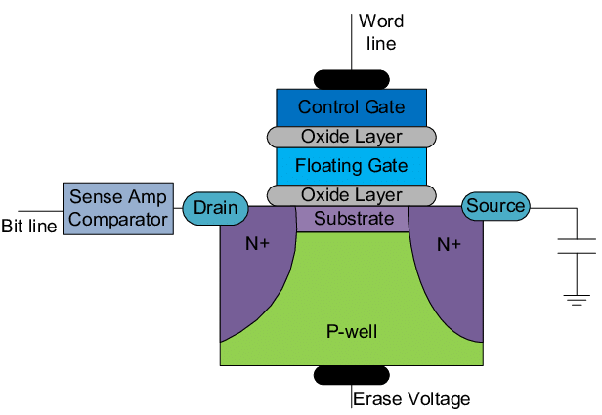 Word
line
Control Gate
Oxide Layer
Floating Gate
Oxide Layer
Sense Amp
Comparator
Drain
Source
Bit line
Substrate
N+
N+
P-well
Erase Voltage